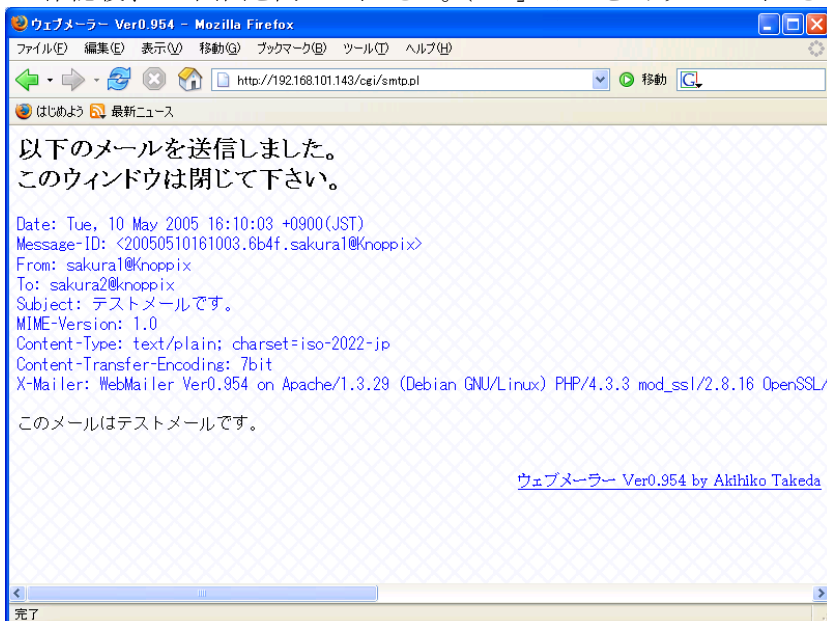 ウェブメーラー Ver0.954 - Mozilla Firefox
ファイル(F) 編集(E) 表示(V) 移動(G) ブックマーク(B) ツール(T) ヘルプ(H)
http://192.168.101.143/cgi/smtp.pl 移動
はじめよう 最新ニュース
以下のメールを送信しました。
このウィンドウは閉じて下さい。
Date: Tue, 10 May 2005 16:10:03 +0900(JST)
Message-ID: <20050510161003.6b4f.sakura1@Knoppix>
From: sakura1@Knoppix
To: sakura2@knoppix
Subject: テストメールです。
MIME-Version: 1.0
Content-Type: text/plain; charset=iso-2022-jp
Content-Transfer-Encoding: 7bit
X-Mailer: WebMailer Ver0.954 on Apache/1.3.29 (Debian GNU/Linux) PHP/4.3.3 mod_ssl/2.8.16 OpenSSL/
このメールはテストメールです。
ウェブメーラー Ver0.954 by Akihiko Takeda
完了